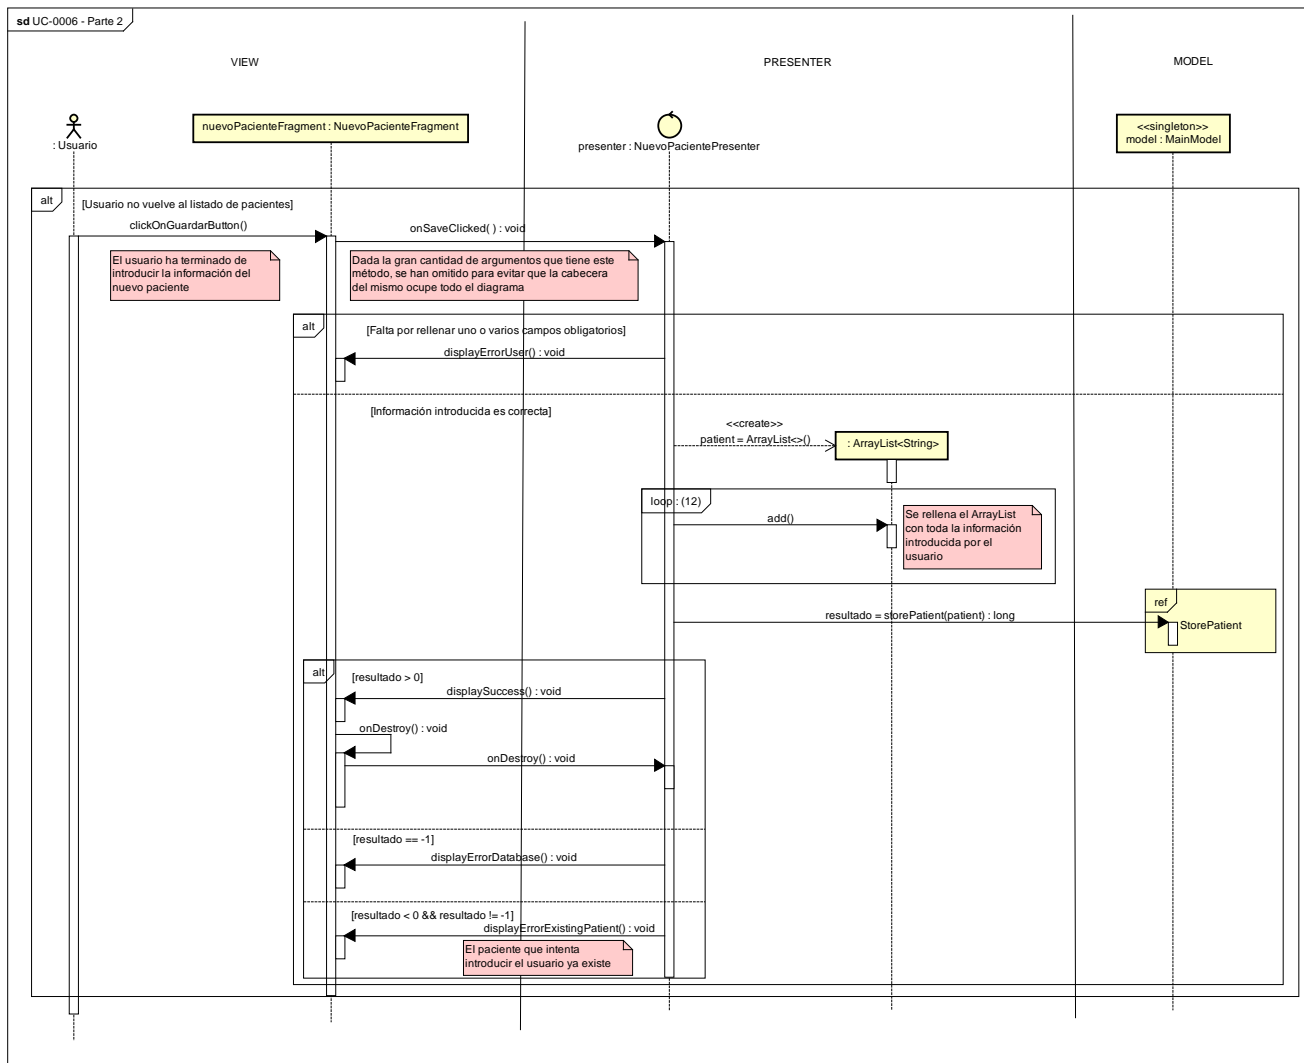 sd UC-0006 - Parte 2
VIEW
PRESENTER
MODEL
: Usuario
nuevoPacienteFragment : NuevoPacienteFragment
presenter : NuevoPacientePresenter
<<singleton>>
model : MainModel
alt
[Usuario no vuelve al listado de pacientes]
clickOnGuardarButton()
onSaveClicked( ) : void
El usuario ha terminado de
introducir la información del
nuevo paciente
Dada la gran cantidad de argumentos que tiene este
método, se han omitido para evitar que la cabecera
del mismo ocupe todo el diagrama
alt
[Falta por rellenar uno o varios campos obligatorios]
displayErrorUser() : void
[Información introducida es correcta]
<<create>>
patient = ArrayList<>()
: ArrayList<String>
loop : (12)
add()
Se rellena el ArrayList
con toda la información
introducida por el
usuario
ref
resultado = storePatient(patient) : long
StorePatient
alt
[resultado > 0]
displaySuccess() : void
onDestroy() : void
onDestroy() : void
[resultado == -1]
displayErrorDatabase() : void
[resultado < 0 && resultado != -1]
displayErrorExistingPatient() : void
El paciente que intenta
introducir el usuario ya existe